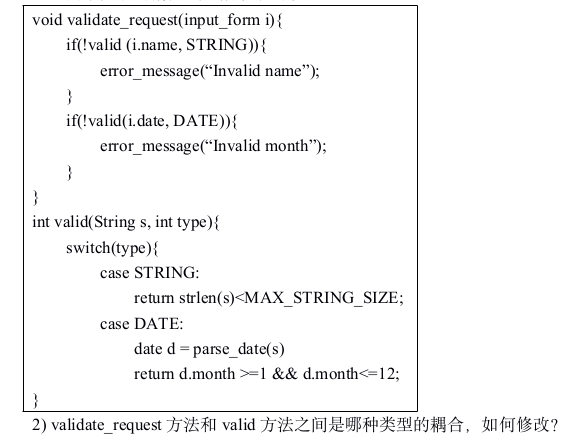 void validate_request(input_form i){
if(!valid (i.name, STRING)){
error_message(“Invalid name”);
}
if(!valid(i.date, DATE)){
error_message(“Invalid month”);
}
}
int valid(String s, int type){
switch(type){
case STRING:
return strlen(s)<MAX_STRING_SIZE;
case DATE:
date d = parse_date(s)
return d.month >=1 && d.month<=12;
}
2) validate_request 方法和 valid 方法之间是哪种类型的耦合，如何修改？